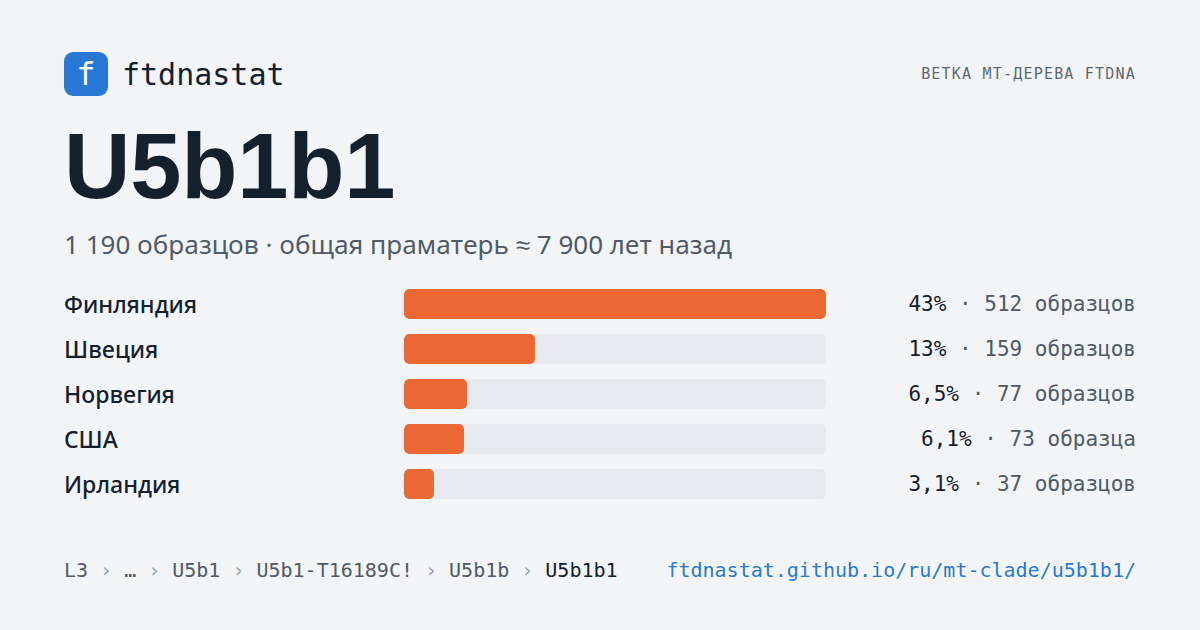 f ftdnastat
ВЕТКА МТ-ДЕРЕВА FTDNA
U5b1b1
1 190 образцов · общая праматерь ≈ 7 900 лет назад
Финляндия 43% · 512 образцов
Швеция 13% · 159 образцов
Норвегия 6,5% · 77 образцов
США 6,1% · 73 образца
Ирландия 3,1% · 37 образцов
L3 › … › U5b1 › U5b1-T16189C! › U5b1b › U5b1b1
ftdnastat.github.io/ru/mt-clade/u5b1b1/